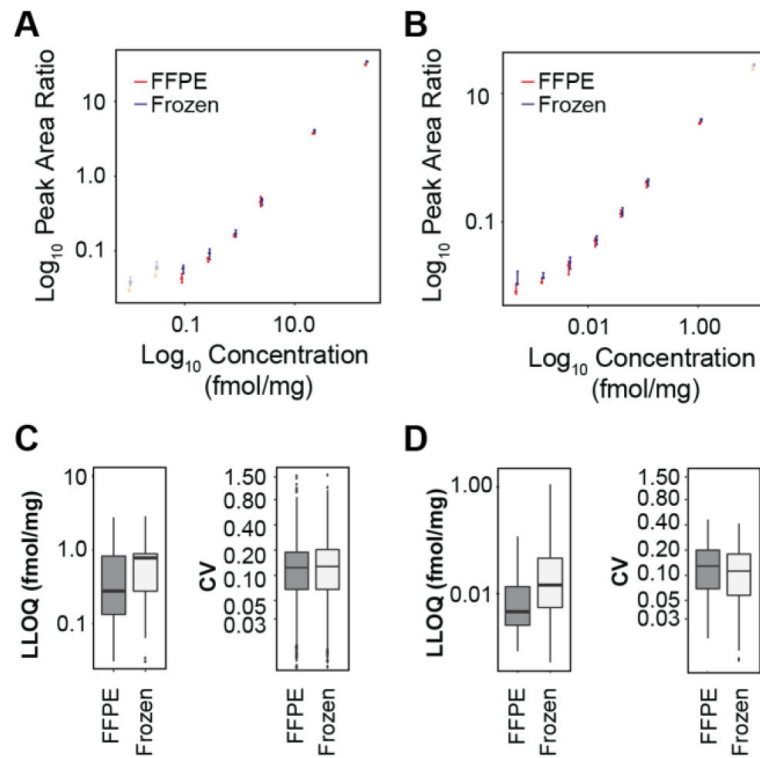 A
Log10 Peak Area Ratio
10
1.0
0.1
FFPE
Frozen
0.1
10.0
Log10 Concentration
(fmol/mg)
B
Log10 Peak Area Ratio
10
0.1
FFPE
Frozen
0.01
1.00
Log10 Concentration
(fmol/mg)
C
LLOQ (fmol/mg)
10
1.0
0.1
FFPE
Frozen
CV
1.50
0.80
0.40
0.20
0.10
0.05
0.03
FFPE
Frozen
D
LLOQ (fmol/mg)
1.00
0.01
FFPE
Frozen
CV
1.50
0.80
0.40
0.20
0.10
0.05
0.03
FFPE
Frozen